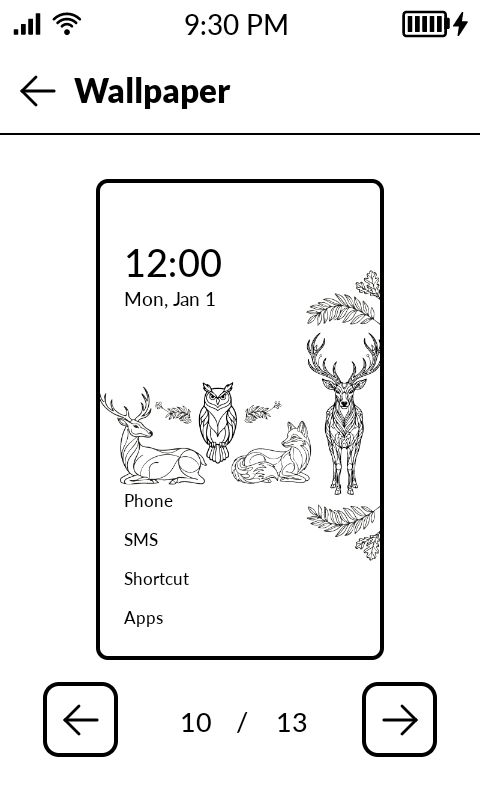 9:30 PM
Wallpaper
12:00
Mon, Jan 1
Phone
SMS
Shortcut
Apps
10 / 13